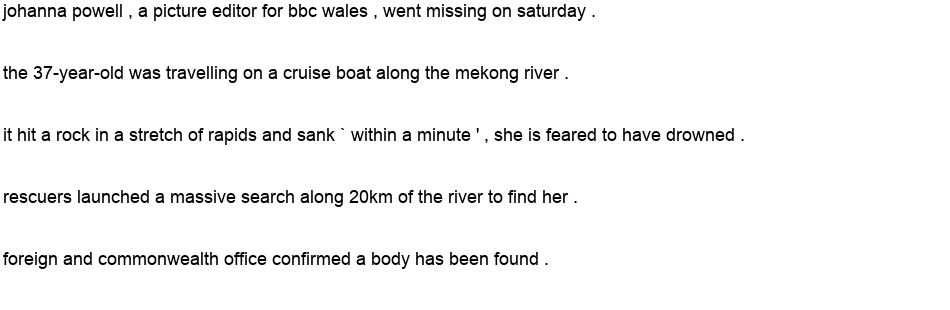 johanna powell , a picture editor for bbc wales , went missing on saturday .
the 37-year-old was travelling on a cruise boat along the mekong river .
it hit a rock in a stretch of rapids and sank ` within a minute ' , she is feared to have drowned .
rescuers launched a massive search along 20km of the river to find her .
foreign and commonwealth office confirmed a body has been found .